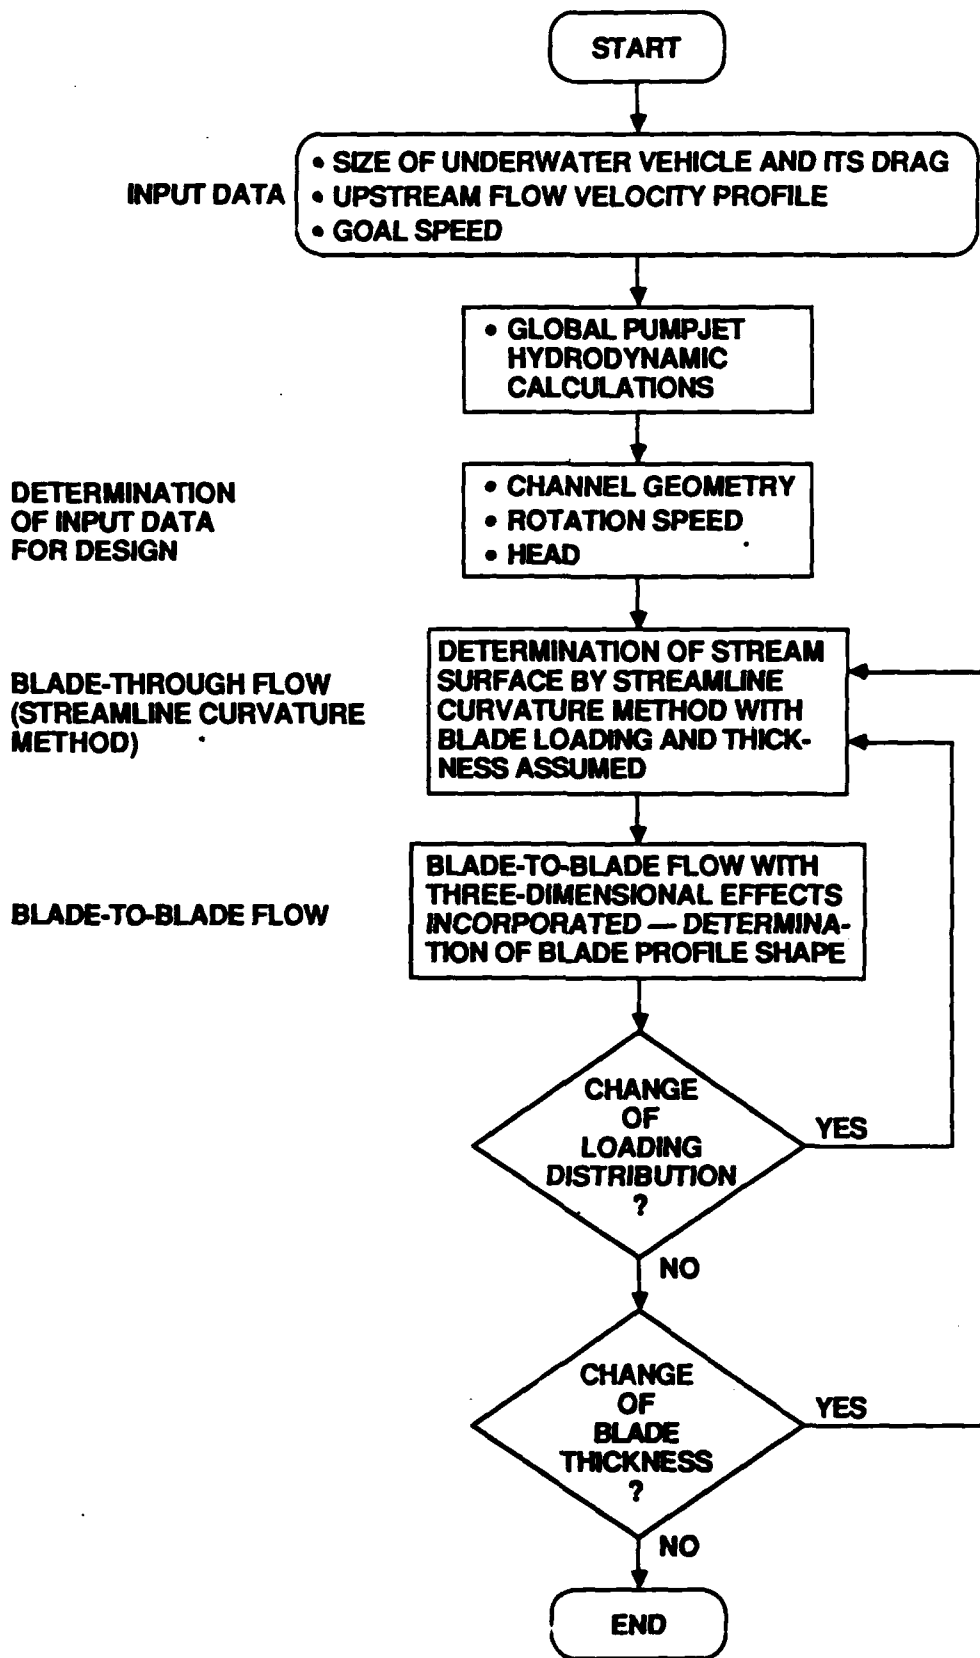 START
INPUT DATA
• SIZE OF UNDERWATER VEHICLE AND ITS DRAG
• UPSTREAM FLOW VELOCITY PROFILE
• GOAL SPEED
• GLOBAL PUMPJET
HYDRODYNAMIC
CALCULATIONS
DETERMINATION
OF INPUT DATA
FOR DESIGN
• CHANNEL GEOMETRY
• ROTATION SPEED
• HEAD
BLADE-THROUGH FLOW
(STREAMLINE CURVATURE
METHOD)
DETERMINATION OF STREAM
SURFACE BY STREAMLINE
CURVATURE METHOD WITH
BLADE LOADING AND THICK-
NESS ASSUMED
BLADE-TO-BLADE FLOW
BLADE-TO-BLADE FLOW WITH
THREE-DIMENSIONAL EFFECTS
INCORPORATED — DETERMINA-
TION OF BLADE PROFILE SHAPE
CHANGE
OF
LOADING
DISTRIBUTION
?
YES
NO
CHANGE
OF
BLADE
THICKNESS
?
YES
NO
END